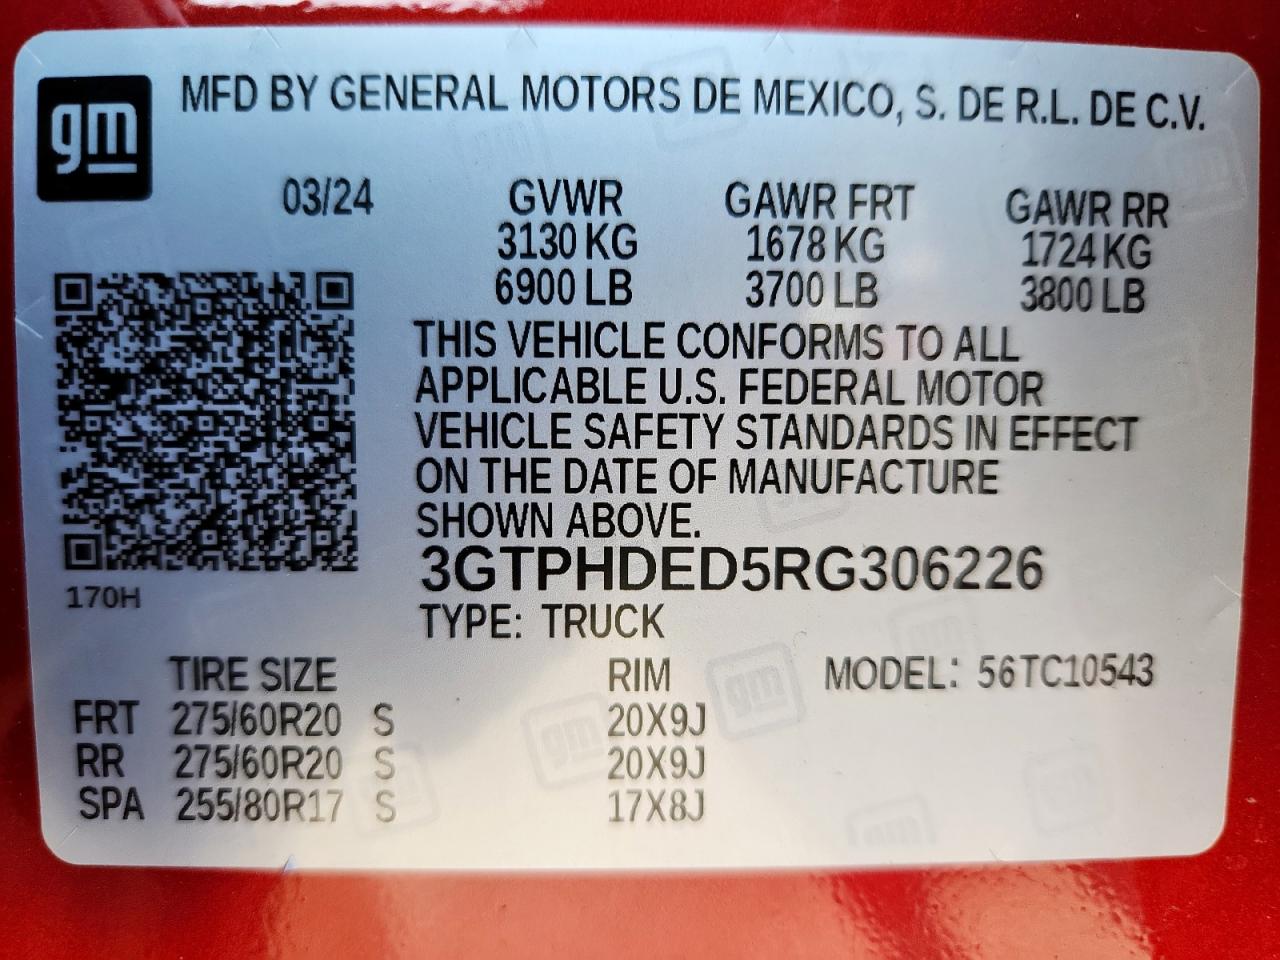 gm
MFD BY GENERAL MOTORS DE MEXICO, S. DE R.L. DE C.V.
03/24 GVWR GAWR FRT GAWR RR
3130 KG 1678 KG 1724 KG
6900 LB 3700 LB 3800 LB
THIS VEHICLE CONFORMS TO ALL
APPLICABLE U.S. FEDERAL MOTOR
VEHICLE SAFETY STANDARDS IN EFFECT
ON THE DATE OF MANUFACTURE
SHOWN ABOVE.
3GTPHDED5RG306226
170H
TYPE: TRUCK
TIRE SIZE RIM MODEL: 56TC10543
FRT 275/60R20 S 20X9J
RR 275/60R20 S 20X9J
SPA 255/80R17 S 17X8J